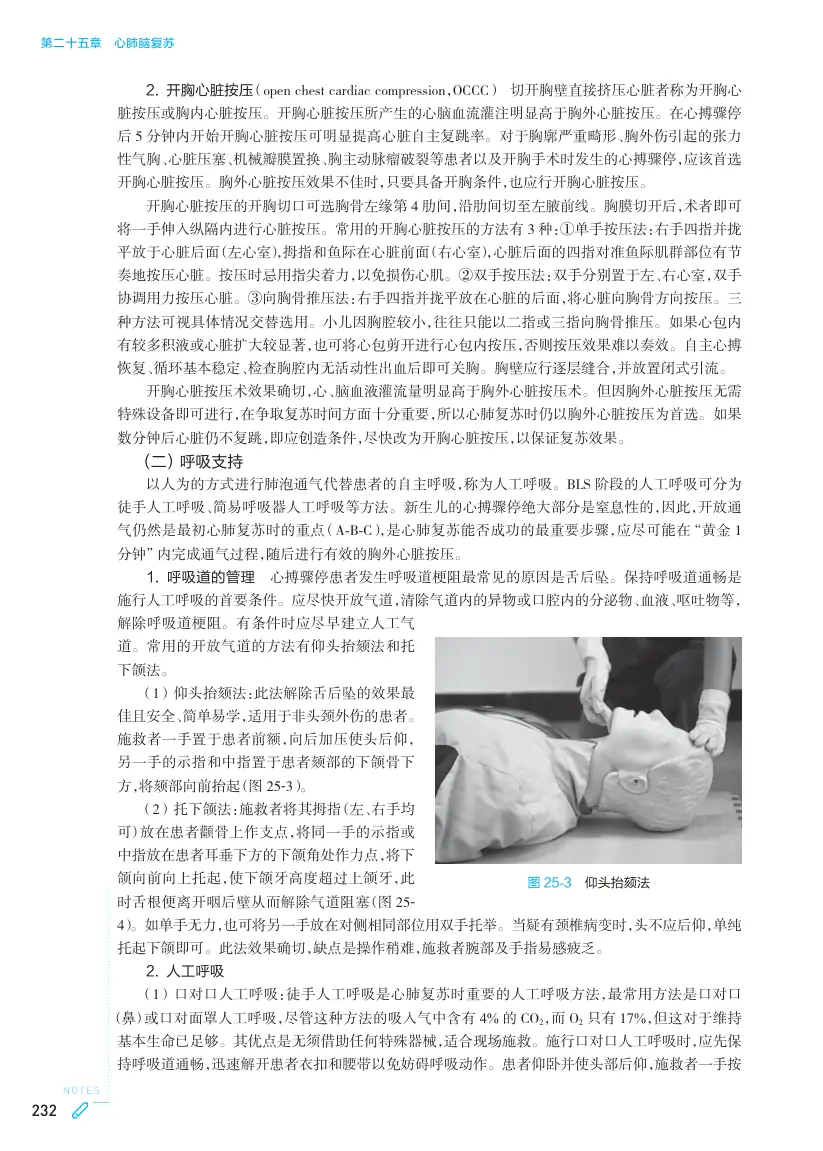 第二十五章 心肺脑复苏
2. 开胸心脏按压(open chest cardiac compression,OCCC) 切开胸壁直接挤压心脏者称为开胸心
脏按压或胸内心脏按压。开胸心脏按压所产生的心脑血流灌注明显高于胸外心脏按压。在心搏骤停
后 5 分钟内开始开胸心脏按压可明显提高心脏自主复跳率。对于胸廓严重畸形、胸外伤引起的张力
性气胸、心脏压塞、机械瓣膜置换、胸主动脉瘤破裂等患者以及开胸手术时发生的心搏骤停,应该首选
开胸心脏按压。胸外心脏按压效果不佳时,只要具备开胸条件,也应行开胸心脏按压。
开胸心脏按压的开胸切口可选胸骨左缘第 4 肋间,沿肋间切至左腋前线。胸膜切开后,术者即可
将一手伸入纵隔内进行心脏按压。常用的开胸心脏按压的方法有 3 种:①单手按压法:右手四指并拢
平放于心脏后面(左心室),拇指和鱼际在心脏前面(右心室),心脏后面的四指对准鱼际肌群部位有节
奏地按压心脏。按压时忌用指尖着力,以免损伤心肌。②双手按压法:双手分别置于左、右心室,双手
协调用力按压心脏。③向胸骨推压法:右手四指并拢平放在心脏的后面,将心脏向胸骨方向按压。三
种方法可视具体情况交替选用。小儿因胸腔较小,往往只能以二指或三指向胸骨推压。如果心包内
有较多积液或心脏扩大较显著,也可将心包剪开进行心包内按压,否则按压效果难以奏效。自主心搏
恢复、循环基本稳定、检查胸腔内无活动性出血后即可关胸。胸壁应行逐层缝合,并放置闭式引流。
开胸心脏按压术效果确切,心、脑血液灌流量明显高于胸外心脏按压术。但因胸外心脏按压无需
特殊设备即可进行,在争取复苏时间方面十分重要,所以心肺复苏时仍以胸外心脏按压为首选。如果
数分钟后心脏仍不复跳,即应创造条件,尽快改为开胸心脏按压,以保证复苏效果。
(二) 呼吸支持
以人为的方式进行肺泡通气代替患者的自主呼吸,称为人工呼吸。BLS 阶段的人工呼吸可分为
徒手人工呼吸、简易呼吸器人工呼吸等方法。新生儿的心搏骤停绝大部分是窒息性的,因此,开放通
气仍然是最初心肺复苏时的重点(A-B-C),是心肺复苏能否成功的最重要步骤,应尽可能在“黄金 1
分钟”内完成通气过程,随后进行有效的胸外心脏按压。
1. 呼吸道的管理 心搏骤停患者发生呼吸道梗阻最常见的原因是舌后坠。保持呼吸道通畅是
施行人工呼吸的首要条件。应尽快开放气道,清除气道内的异物或口腔内的分泌物、血液、呕吐物等,
解除呼吸道梗阻。有条件时应尽早建立人工气
道。常用的开放气道的方法有仰头抬颏法和托
下颌法。
(1)仰头抬颏法:此法解除舌后坠的效果最
佳且安全、简单易学,适用于非头颈外伤的患者。
施救者一手置于患者前额,向后加压使头后仰,
另一手的示指和中指置于患者颏部的下颌骨下
方,将颏部向前抬起(图 25-3)。
(2)托下颌法:施救者将其拇指(左、右手均
可)放在患者颧骨上作支点,将同一手的示指或
中指放在患者耳垂下方的下颌角处作力点,将下
颌向前向上托起,使下颌牙高度超过上颌牙,此
时舌根便离开咽后壁从而解除气道阻塞(图 25-
4)。如单手无力,也可将另一手放在对侧相同部位用双手托举。当疑有颈椎病变时,头不应后仰,单纯
托起下颌即可。此法效果确切,缺点是操作稍难,施救者腕部及手指易感疲乏。
图 25-3 仰头抬颏法
2. 人工呼吸
(1)口对口人工呼吸:徒手人工呼吸是心肺复苏时重要的人工呼吸方法,最常用方法是口对口
(鼻)或口对面罩人工呼吸,尽管这种方法的吸入气中含有 4% 的 CO₂,而 O₂ 只有 17%,但这对于维持
基本生命已足够。其优点是无须借助任何特殊器械,适合现场施救。施行口对口人工呼吸时,应先保
持呼吸道通畅,迅速解开患者衣扣和腰带以免妨碍呼吸动作。患者仰卧并使头部后仰,施救者一手按
NOTES
232